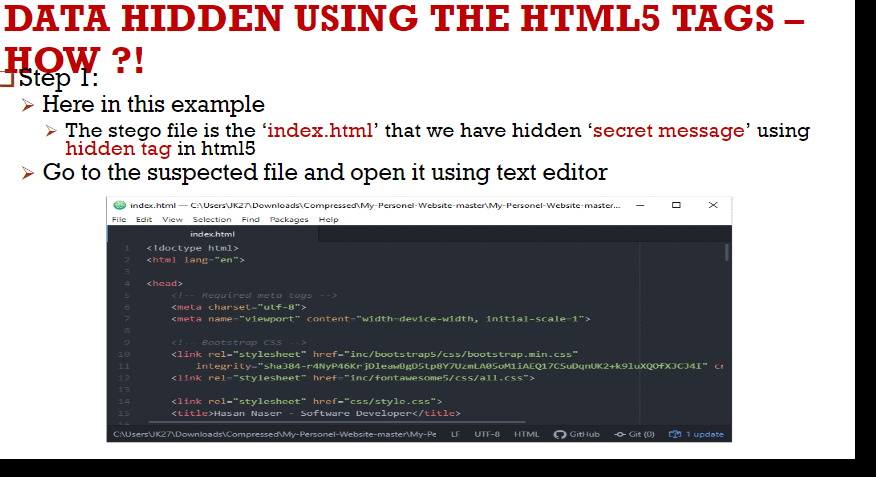 DATA HIDDEN USING THE HTML5 TAGS –
HOW ?!
Step 1:
Here in this example
The stego file is the ‘index.html’ that we have hidden ‘secret message’ using
hidden tag in html5
Go to the suspected file and open it using text editor
index.html — C:\Users\JK27\Downloads\Compressed\My-Personel-Website-master\My-Personel-Website-master...
File Edit View Selection Find Packages Help
index.html
1 <!doctype html>
2 <html lang="en">
3
4 <head>
5 <!-- Required meta tags -->
6 <meta charset="utf-8">
7 <meta name="viewport" content="width=device-width, initial-scale=1">
8
9 <!-- Bootstrap CSS -->
10 <link rel="stylesheet" href="inc/bootstrap5/css/bootstrap.min.css"
11 integrity=
12 <link rel="stylesheet" href="inc/fontawesome5/css/all.css">
13
14 <link rel="stylesheet" href="css/style.css">
15 <title>Hasan Naser - Software Developer</title>
C:\Users\JK27\Downloads\Compressed\My-Personel-Website-master\My-Pe LF UTF-8 HTML GitHub Git (0) 1 update